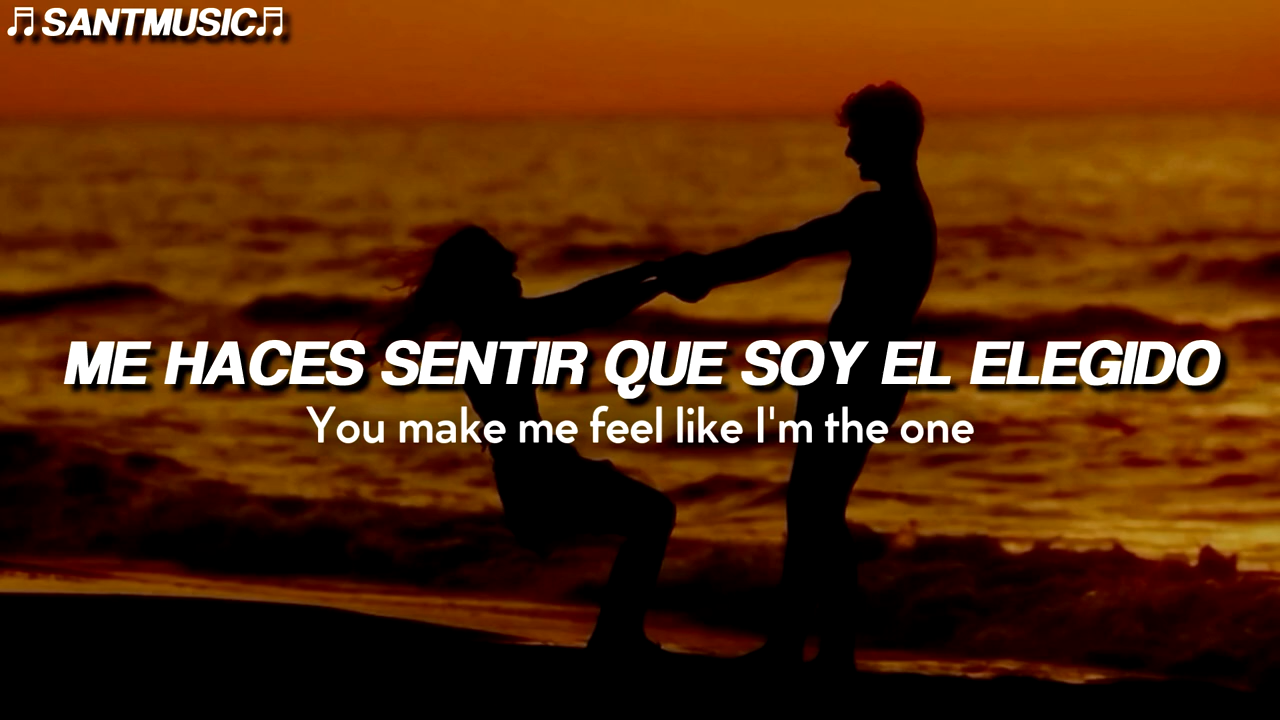 🎵SANTMUSIC🎵
ME HACES SENTIR QUE SOY EL ELEGIDO
You make me feel like I'm the one